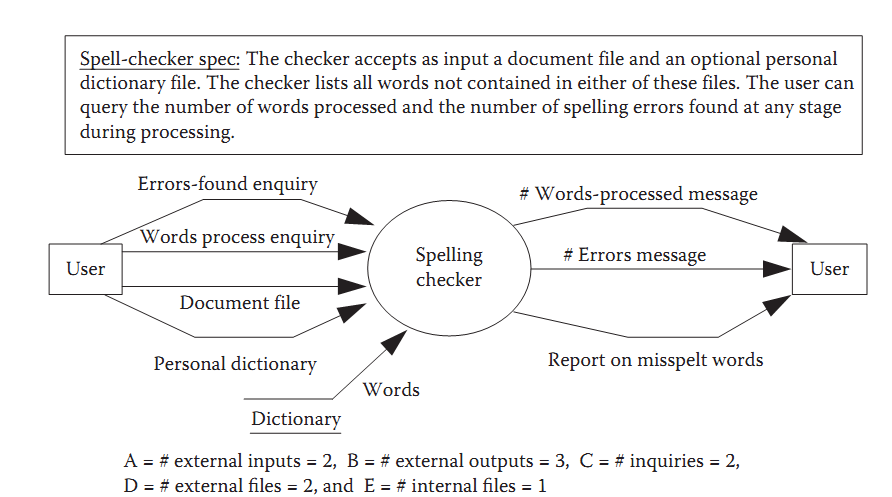 Spell-checker spec: The checker accepts as input a document file and an optional personal
dictionary file. The checker lists all words not contained in either of these files. The user can
query the number of words processed and the number of spelling errors found at any stage
during processing.
Errors-found enquiry
# Words-processed message
Words process enquiry
User
Spelling
checker
# Errors message
User
Document file
Personal dictionary
Report on misspelt words
Words
Dictionary
A = # external inputs = 2, B = # external outputs = 3, C = # inquiries = 2,
D = # external files = 2, and E = # internal files = 1